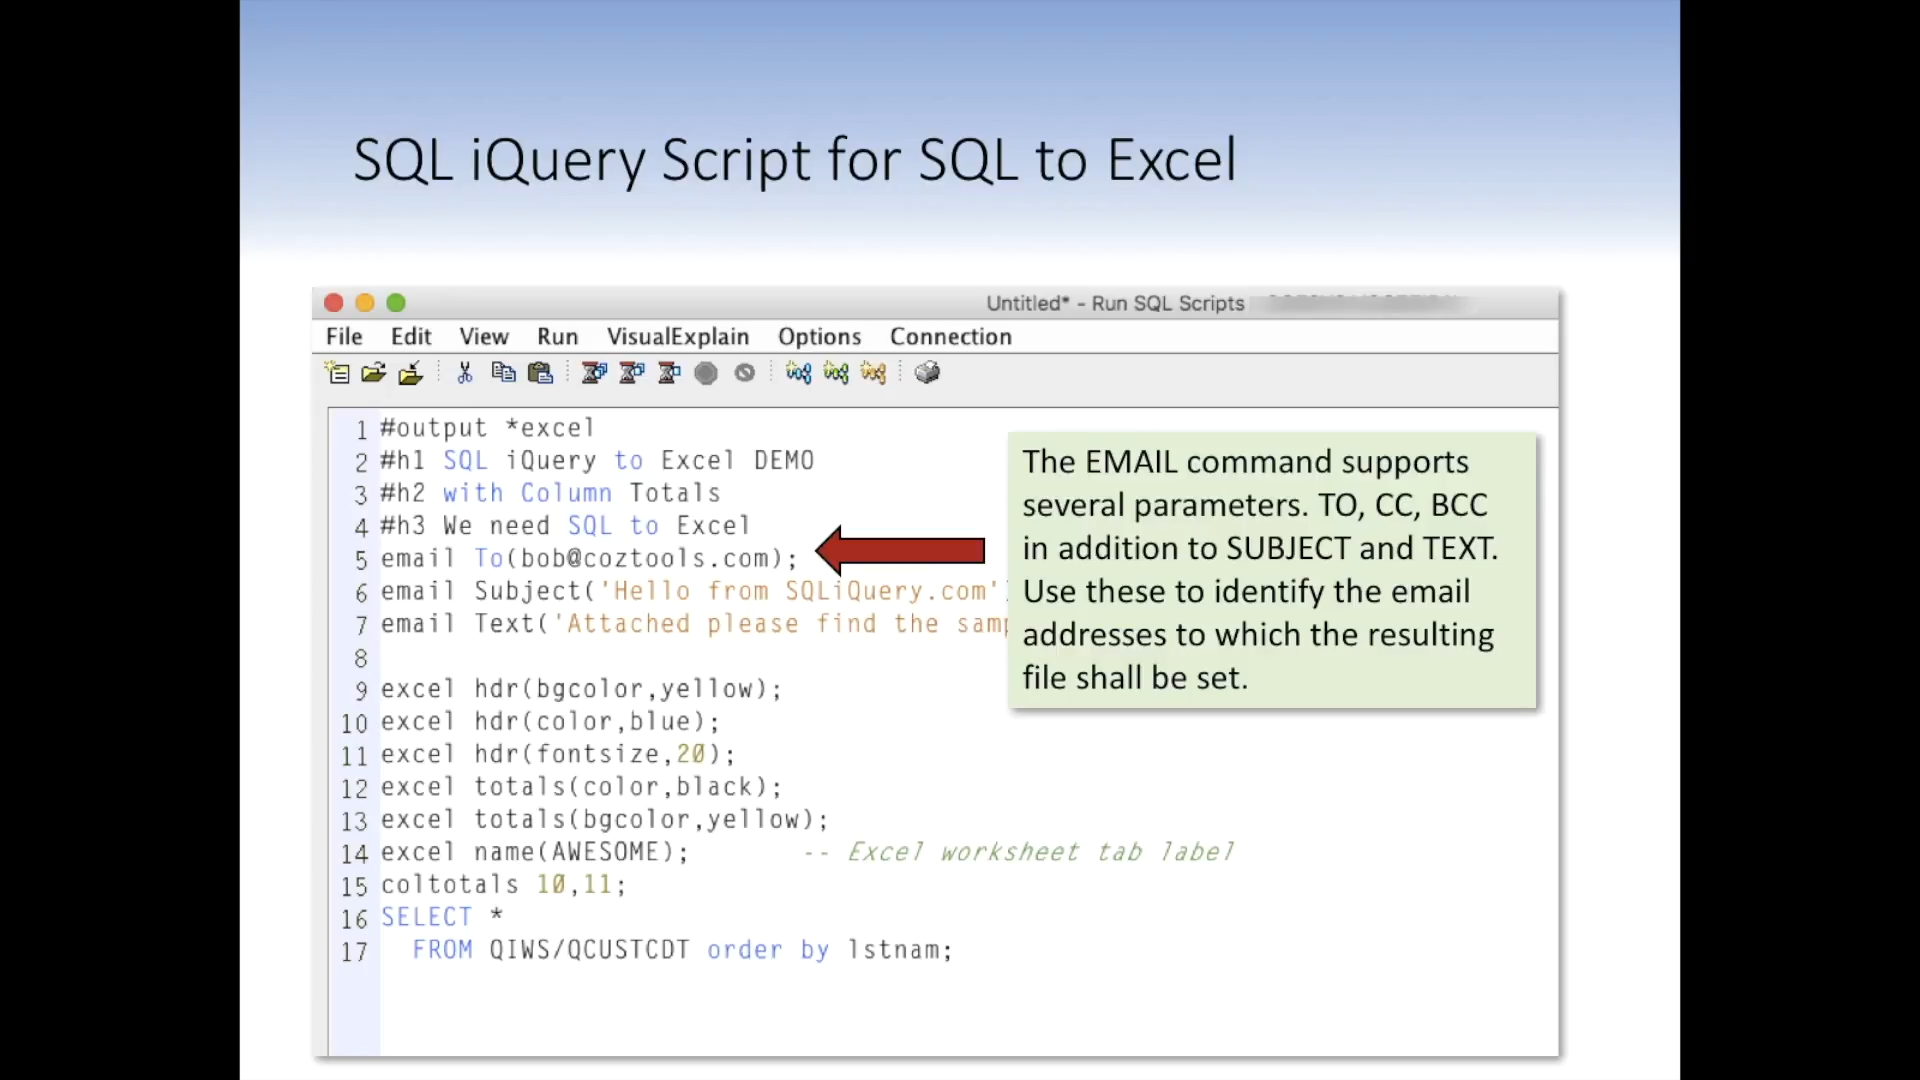 SQL iQuery Script for SQL to Excel
Untitled* - Run SQL Scripts
File Edit View Run VisualExplain Options Connection
1 #output *excel
2 #h1 SQL iQuery to Excel DEMO
3 #h2 with Column Totals
4 #h3 We need SQL to Excel
5 email To(bob@coztools.com);
6 email Subject('Hello from SQLiQuery.com'
7 email Text('Attached please find the
8
9 excel hdr(bgcolor,yellow);
10 excel hdr(color,blue);
11 excel hdr(fontsize,20);
12 excel totals(color,black);
13 excel totals(bgcolor,yellow);
14 excel name(AWESOME); -- Excel worksheet tab label
15 coltotals 10,11;
16 SELECT *
17 FROM QIWS/QCUSTCDT order by lstnam;
The EMAIL command supports
several parameters. TO, CC, BCC
in addition to SUBJECT and TEXT.
Use these to identify the email
addresses to which the resulting
file shall be set.